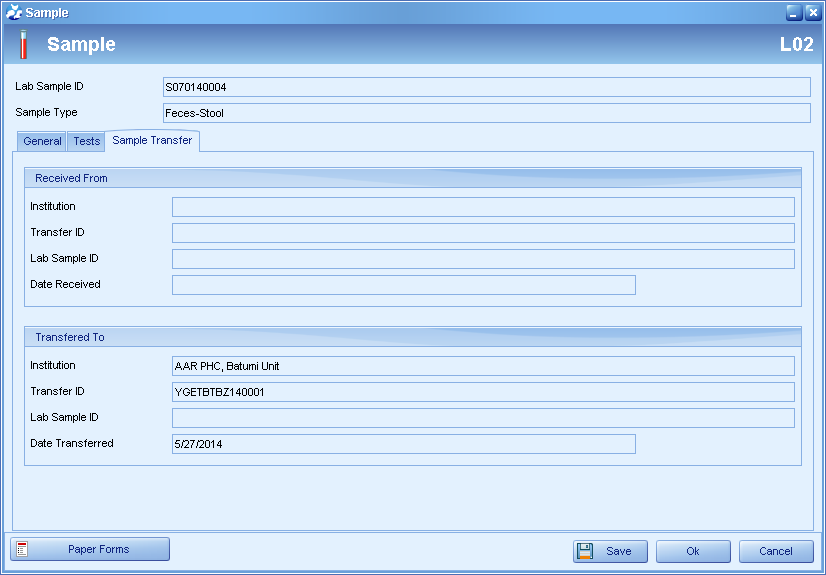 Sample
Sample L02
Lab Sample ID S070140004
Sample Type Feces-Stool
General Tests Sample Transfer
Received From
Institution
Transfer ID
Lab Sample ID
Date Received
Transfered To
Institution AAR PHC, Batumi Unit
Transfer ID YGETBTBZ140001
Lab Sample ID
Date Transferred 5/27/2014
Paper Forms Save Ok Cancel